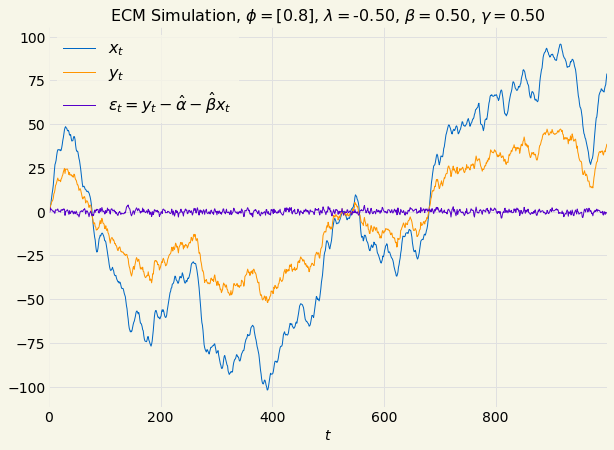 ECM Simulation, ϕ = [0.8], λ = -0.50, β = 0.50, γ = 0.50
x_t
y_t
ε_t = y_t − α̂ − β̂x_t
100
75
50
25
0
−25
−50
−75
−100
0 200 400 600 800
t